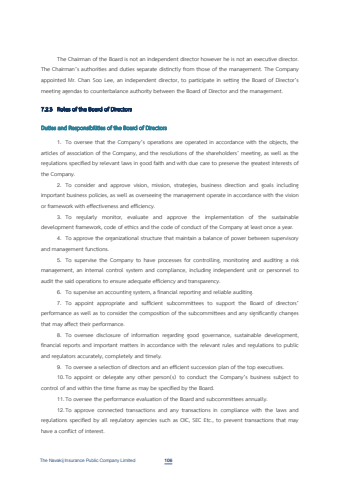 The Chairman of the Board is not an independent director however he is not an executive director.
The Chairman's authorities and duties separate distinctly from those of the management. The Company
appointed Mr. Chan Soo Lee, an independent director, to participate in setting the Board of Director's
meeting agendas to counterbalance authority between the Board of Director and the management.
7.2.3 Roles of the Board of Directors
Duties and Responsibilities of the Board of Directors
1. To oversee that the Company's operations are operated in accordance with the objects, the
articles of association of the Company, and the resolutions of the shareholders' meeting, as well as the
regulations specified by relevant laws in good faith and with due care to preserve the greatest interests of
the Company.
2. To consider and approve vision, mission, strategies, business direction and goals including
important business policies, as well as overseeing the management operate in accordance with the vision
or framework with effectiveness and efficiency.
3. To regularly monitor, evaluate and approve the implementation of the sustainable
development framework, code of ethics and the code of conduct of the Company at least once a year.
4. To approve the organizational structure that maintain a balance of power between supervisory
and management functions.
5. To supervise the Company to have processes for controlling, monitoring and auditing a risk
management, an internal control system and compliance, including independent unit or personnel to
audit the said operations to ensure adequate efficiency and transparency.
6. To supervise an accounting system, a financial reporting and reliable auditing.
7. To appoint appropriate and sufficient subcommittees to support the Board of directors'
performance as well as to consider the composition of the subcommittees and any significantly changes
that may affect their performance.
8. To oversee disclosure of information regarding good governance, sustainable development,
financial reports and important matters in accordance with the relevant rules and regulations to public
and regulators accurately, completely and timely.
9. To oversee a selection of directors and an efficient succession plan of the top executives.
10. To appoint or delegate any other person(s) to conduct the Company's business subject to
control of and within the time frame as may be specified by the Board.
11. To oversee the performance evaluation of the Board and subcommittees annually.
12. To approve connected transactions and any transactions in compliance with the laws and
regulations specified by all regulatory agencies such as OIC, SEC Etc., to prevent transactions that may
have a conflict of interest.
The Navakij Insurance Public Company Limited 106